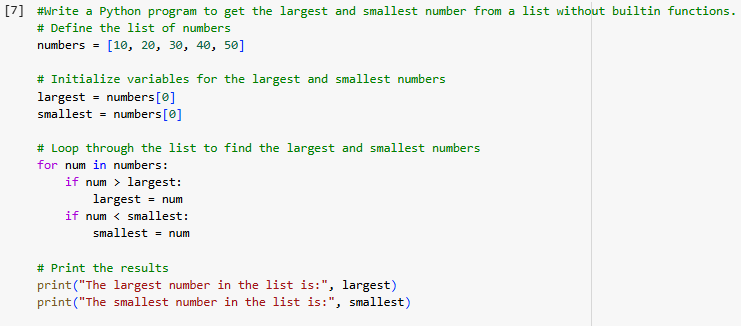 [7] #Write a Python program to get the largest and smallest number from a list without builtin functions.
# Define the list of numbers
numbers = [10, 20, 30, 40, 50]
# Initialize variables for the largest and smallest numbers
largest = numbers[0]
smallest = numbers[0]
# Loop through the list to find the largest and smallest numbers
for num in numbers:
    if num > largest:
        largest = num
    if num < smallest:
        smallest = num
# Print the results
print("The largest number in the list is:", largest)
print("The smallest number in the list is:", smallest)